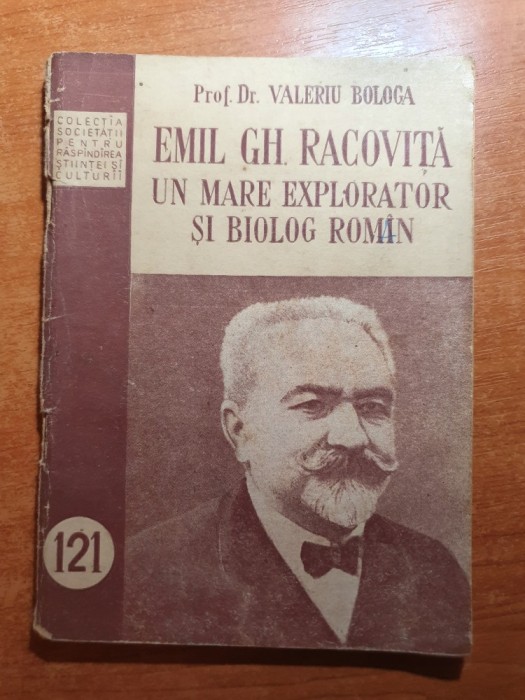 Prof. Dr. VALERIU BOLOGA
EMIL GH. RACOVIȚĂ
UN MARE EXPLORATOR
ȘI BIOLOG ROMÂN
COLECȚIA
SOCIETĂȚII
PENTRU
RĂSPÎNDIREA
ȘTIINȚEI ȘI
CULTURII
121